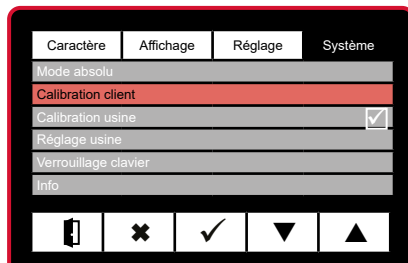 Caractère Affichage Réglage Système
Mode absolu
Calibration client
Calibration usine
Réglage usine
Verrouillage clavier
Info